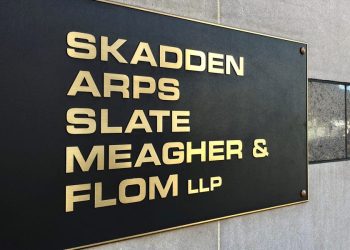 SKADDEN
ARPS
SLATE
MEAGHER &
FLOM LLP